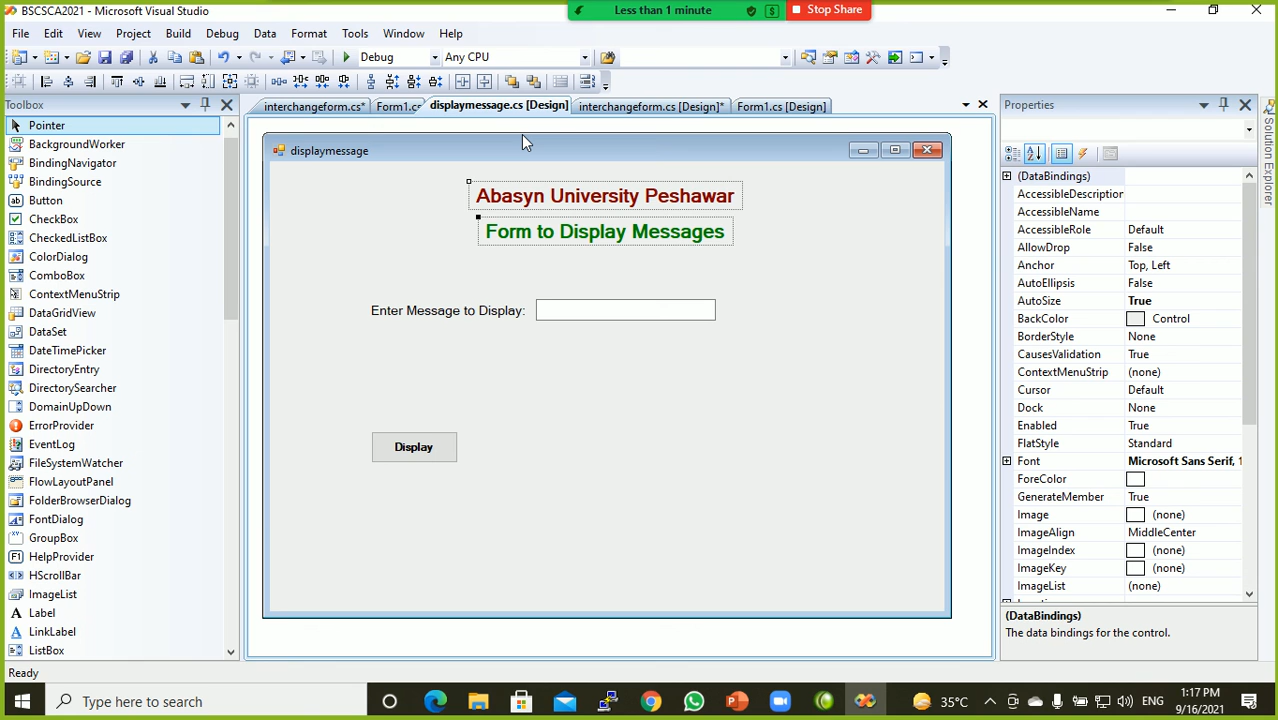 BSCSCA2021 - Microsoft Visual Studio
Less than 1 minute
Stop Share
File Edit View Project Build Debug Data Format Tools Window Help
Debug Any CPU
Toolbox
interchangeform.cs* Form1.cs displaymessage.cs [Design] interchangeform.cs [Design]* Form1.cs [Design]
Properties
Solution Explorer
Pointer
BackgroundWorker
BindingNavigator
BindingSource
Button
CheckBox
CheckedListBox
ColorDialog
ComboBox
ContextMenuStrip
DataGridView
DataSet
DateTimePicker
DirectoryEntry
DirectorySearcher
DomainUpDown
ErrorProvider
EventLog
FileSystemWatcher
FlowLayoutPanel
FolderBrowserDialog
FontDialog
GroupBox
HelpProvider
HScrollBar
ImageList
Label
LinkLabel
ListBox
displaymessage
Abasyn University Peshawar
Form to Display Messages
Enter Message to Display:
Display
(DataBindings)
AccessibleDescription
AccessibleName
AccessibleRole Default
AllowDrop False
Anchor Top, Left
AutoEllipsis False
AutoSize True
BackColor Control
BorderStyle None
CausesValidation True
ContextMenuStrip (none)
Cursor Default
Dock None
Enabled True
FlatStyle Standard
Font Microsoft Sans Serif, 1
ForeColor
GenerateMember True
Image (none)
ImageAlign MiddleCenter
ImageIndex (none)
ImageKey (none)
ImageList (none)
(DataBindings)
The data bindings for the control.
Ready
Type here to search
35°C
ENG
1:17 PM
9/16/2021